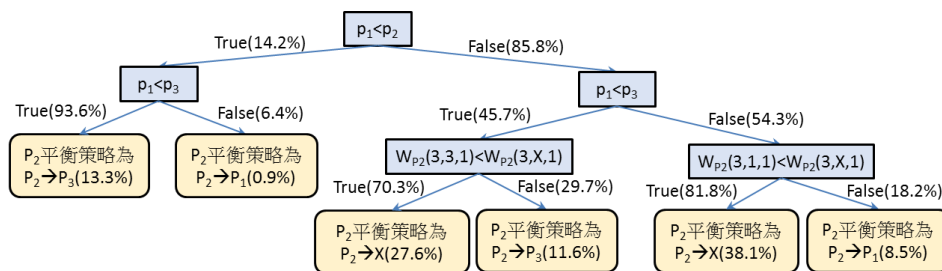 p₁<p₂
True(14.2%)
False(85.8%)
p₁<p₃
p₁<p₃
True(93.6%)
False(6.4%)
True(45.7%)
False(54.3%)
P₂平衡策略為
P₂→P₃(13.3%)
P₂平衡策略為
P₂→P₁(0.9%)
W_P₂(3,3,1)<W_P₂(3,X,1)
W_P₂(3,1,1)<W_P₂(3,X,1)
True(70.3%)
False(29.7%)
True(81.8%)
False(18.2%)
P₂平衡策略為
P₂→X(27.6%)
P₂平衡策略為
P₂→P₃(11.6%)
P₂平衡策略為
P₂→X(38.1%)
P₂平衡策略為
P₂→P₁(8.5%)